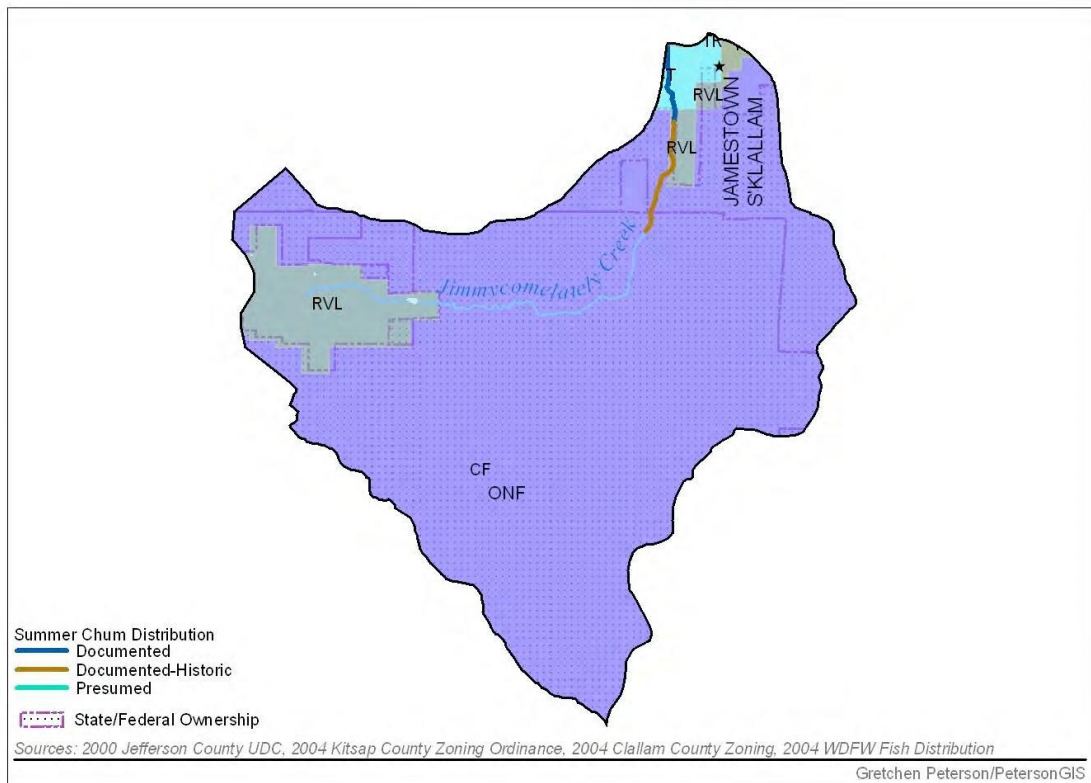 TR
T
RVL
JAMESTOWN
S'KLALLAM
RVL
Jimmycomelately Creek
RVL
CF
ONF
Summer Chum Distribution
Documented
Documented-Historic
Presumed
State/Federal Ownership
Sources: 2000 Jefferson County UDC, 2004 Kitsap County Zoning Ordinance, 2004 Clallam County Zoning, 2004 WDFW Fish Distribution
Gretchen Peterson/PetersonGIS